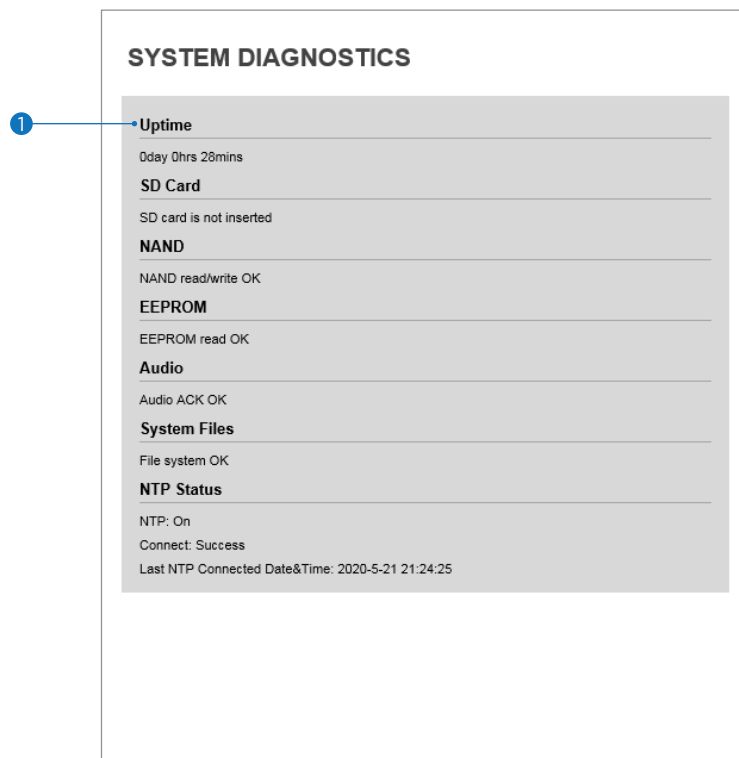 SYSTEM DIAGNOSTICS
1
Uptime
0day 0hrs 28mins
SD Card
SD card is not inserted
NAND
NAND read/write OK
EEPROM
EEPROM read OK
Audio
Audio ACK OK
System Files
File system OK
NTP Status
NTP: On
Connect: Success
Last NTP Connected Date&Time: 2020-5-21 21:24:25